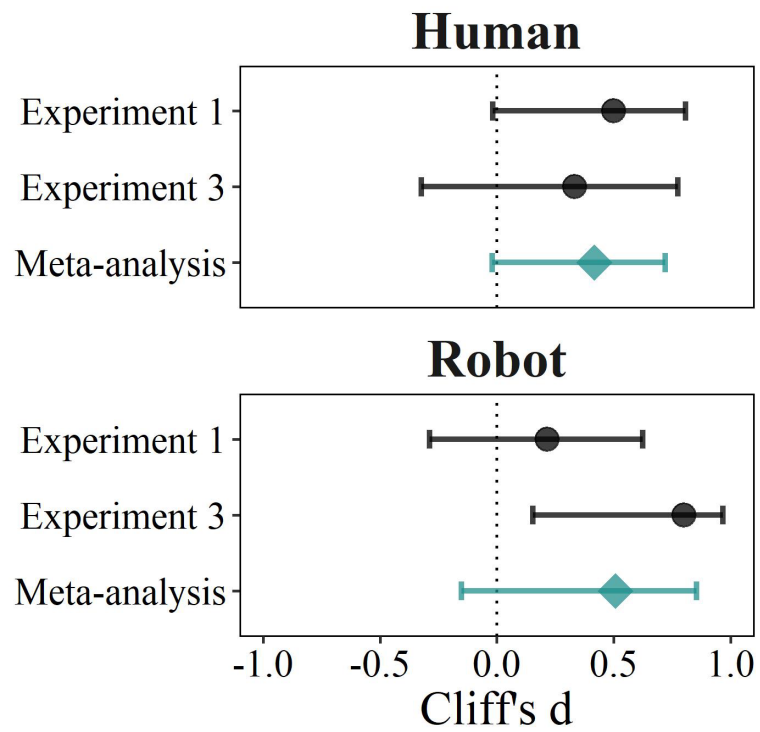 Human
Experiment 1
Experiment 3
Meta-analysis
Robot
Experiment 1
Experiment 3
Meta-analysis
-1.0 -0.5 0.0 0.5 1.0
Cliff's d